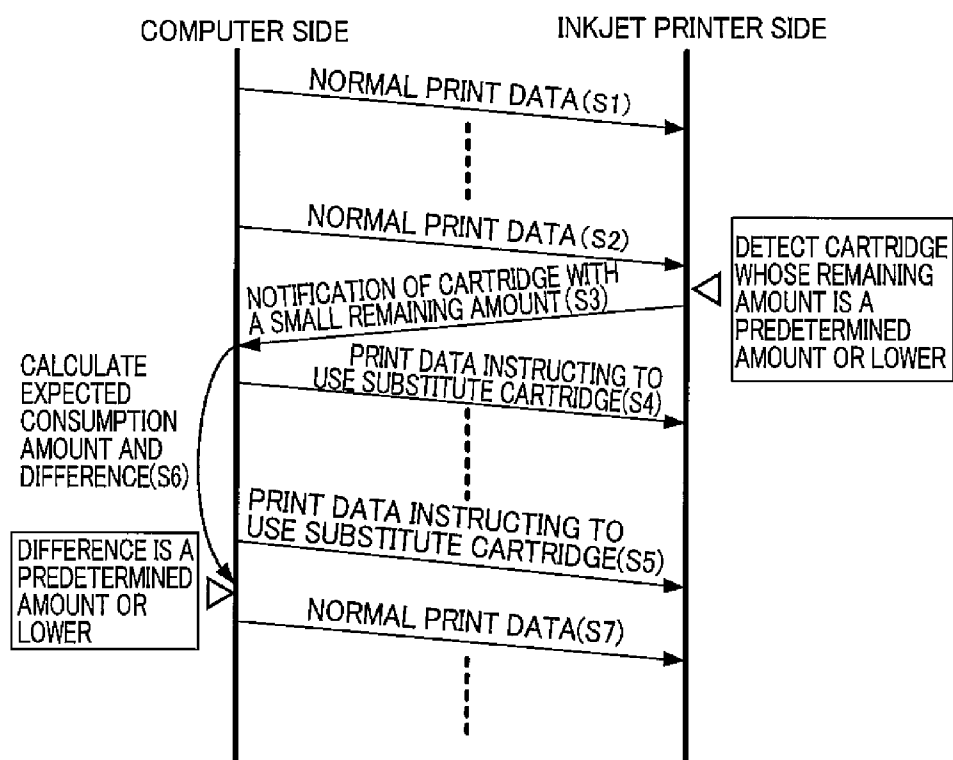 COMPUTER SIDE
INKJET PRINTER SIDE
NORMAL PRINT DATA(S1)
NORMAL PRINT DATA(S2)
DETECT CARTRIDGE
WHOSE REMAINING
AMOUNT IS A
PREDETERMINED
AMOUNT OR LOWER
NOTIFICATION OF CARTRIDGE WITH
A SMALL REMAINING AMOUNT(S3)
PRINT DATA INSTRUCTING TO
USE SUBSTITUTE CARTRIDGE(S4)
CALCULATE
EXPECTED
CONSUMPTION
AMOUNT AND
DIFFERENCE(S6)
PRINT DATA INSTRUCTING TO
USE SUBSTITUTE CARTRIDGE(S5)
DIFFERENCE IS A
PREDETERMINED
AMOUNT OR
LOWER
NORMAL PRINT DATA(S7)